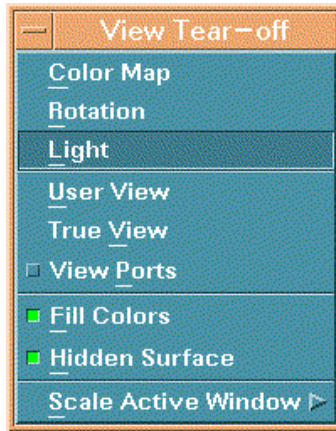 View Tear-off
Color Map
Rotation
Light
User View
True View
View Ports
Fill Colors
Hidden Surface
Scale Active Window